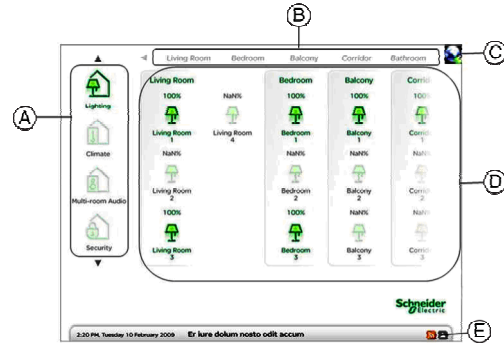 B
Living Room Bedroom Balcony Corridor Bathroom
C
A
Lighting
Climate
Multi-room Audio
Security
Living Room Bedroom Balcony Corrid
100% NaN% 100% 100% 100%
Living Room 1 Living Room 4 Bedroom 1 Balcony 1 Corrid 1
NaN% NaN% NaN% NaN%
Living Room 2 Bedroom 2 Balcony 2 Corrid 2
100% 100% NaN% NaN%
Living Room 3 Bedroom 3 Balcony 3 Corrid 3
D
Schneider
Electric
2:20 PM, Tuesday 10 February 2009 Er iure dolum nosto odit accum
E